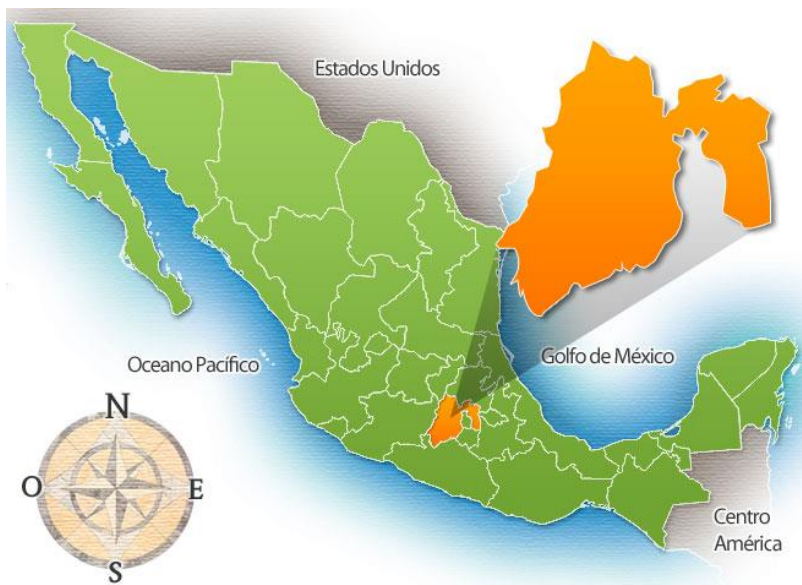 Estados Unidos
Golfo de México
Oceano Pacífico
N
O
E
S
Centro
América